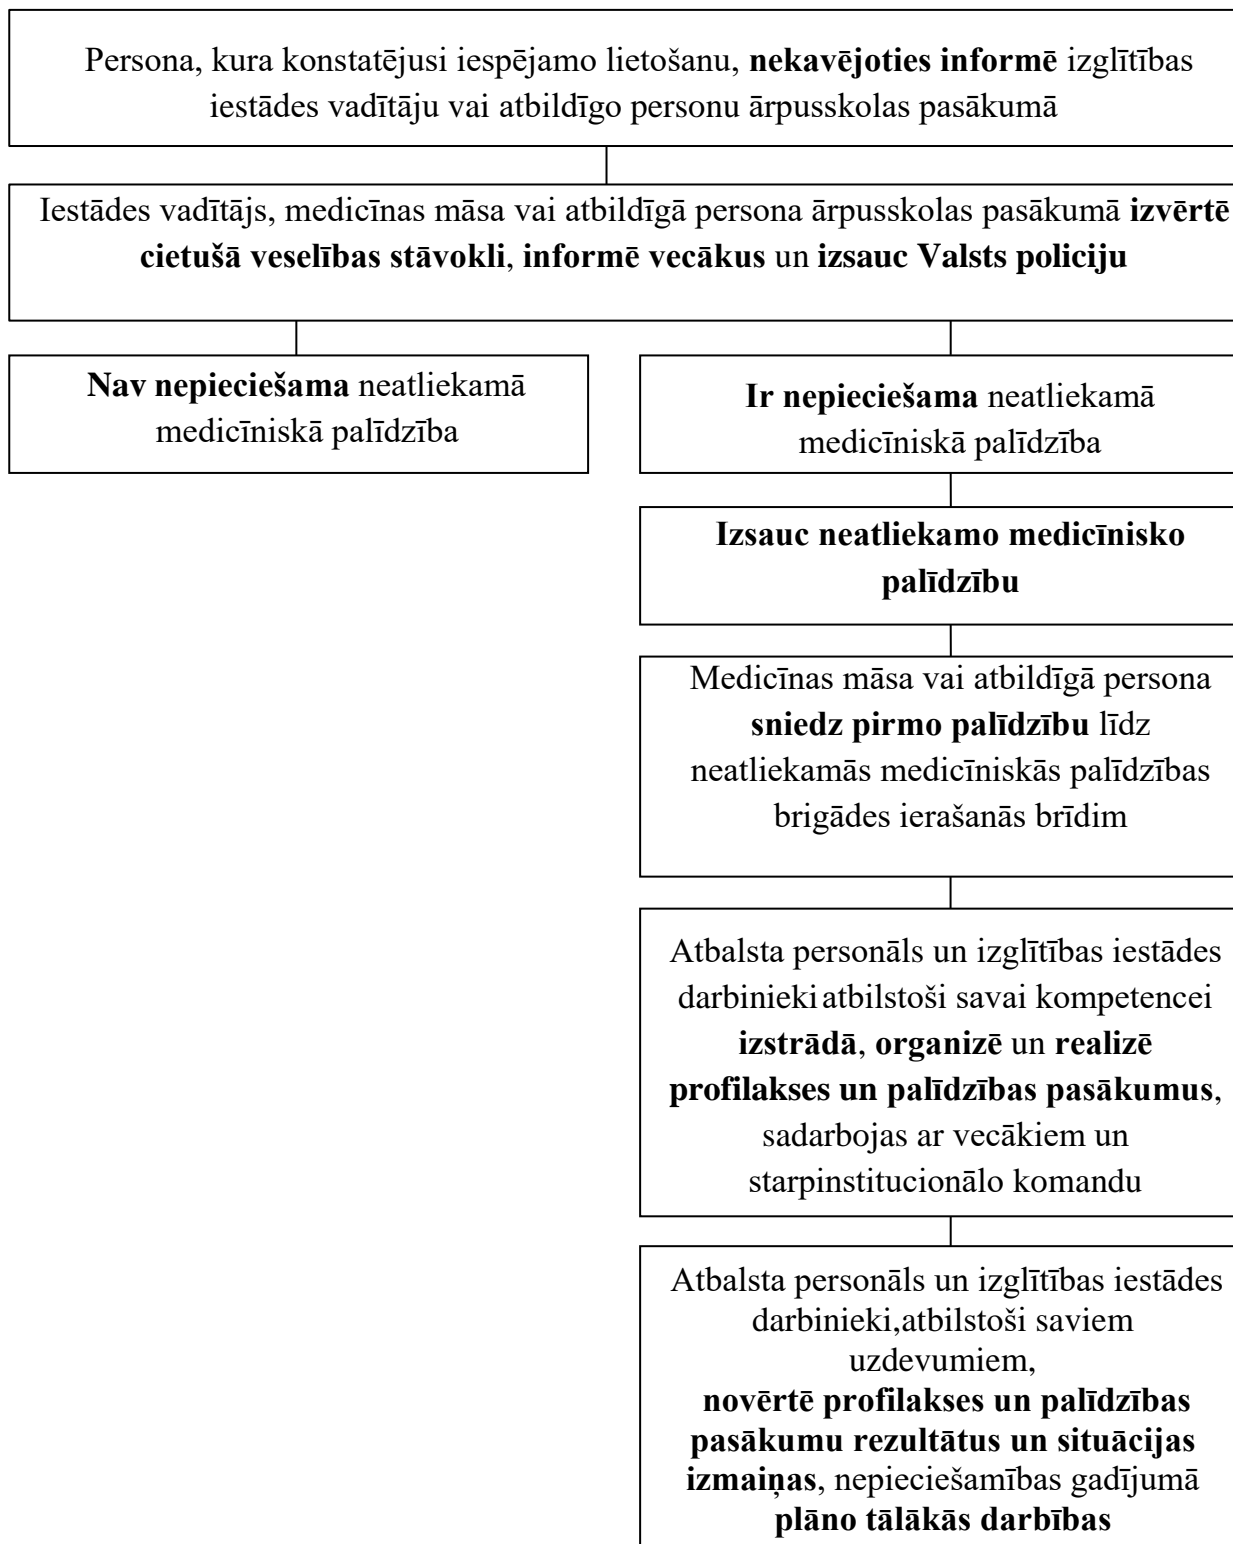 Persona, kura konstatējusi iespējamo lietošanu, nekavējoties informē izglītības
iestādes vadītāju vai atbildīgo personu ārpusskolas pasākumā
Iestādes vadītājs, medicīnas māsa vai atbildīgā persona ārpusskolas pasākumā izvērtē
cietušā veselības stāvokli, informē vecākus un izsauc Valsts policiju
Nav nepieciešama neatliekamā
medicīniskā palīdzība
Ir nepieciešama neatliekamā
medicīniskā palīdzība
Izsauc neatliekamo medicīnisko
palīdzību
Medicīnas māsa vai atbildīgā persona
sniedz pirmo palīdzību līdz
neatliekamās medicīniskās palīdzības
brigādes ierašanās brīdim
Atbalsta personāls un izglītības iestādes
darbinieki atbilstoši savai kompetencei
izstrādā, organizē un realizē
profilakses un palīdzības pasākumus,
sadarbojas ar vecākiem un
starpinstitucionālo komandu
Atbalsta personāls un izglītības iestādes
darbinieki,atbilstoši saviem
uzdevumiem,
novērtē profilakses un palīdzības
pasākumu rezultātus un situācijas
izmaiņas, nepieciešamības gadījumā
plāno tālākās darbības